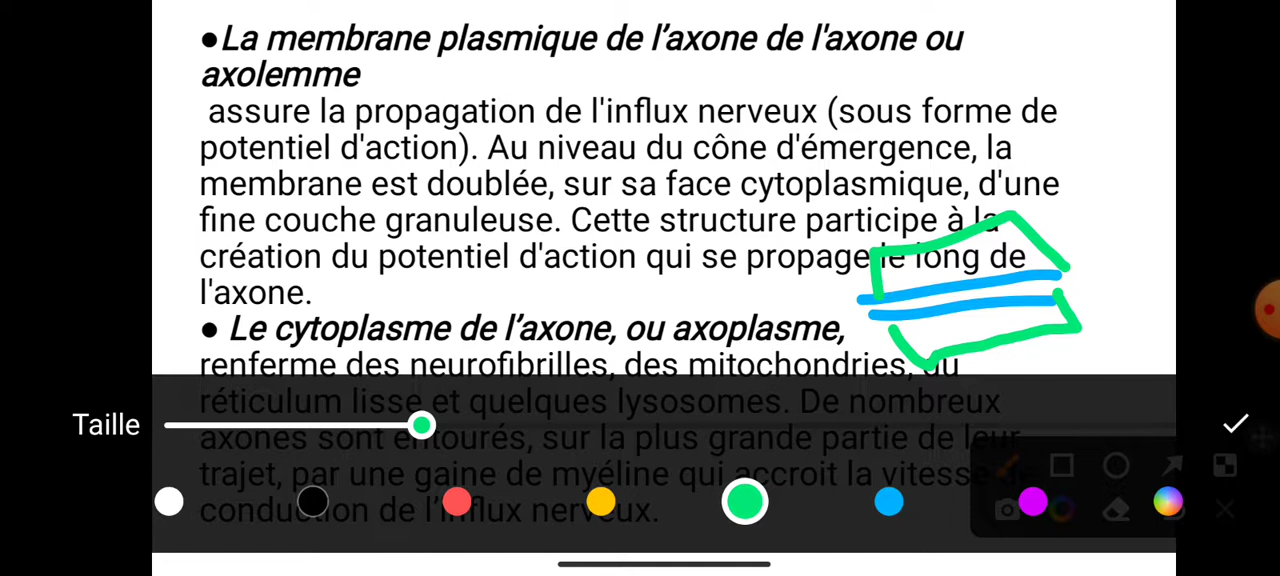 ●La membrane plasmique de l’axone de l'axone ou
axolemme
assure la propagation de l'influx nerveux (sous forme de
potentiel d'action). Au niveau du cône d'émergence, la
membrane est doublée, sur sa face cytoplasmique, d'une
fine couche granuleuse. Cette structure participe à la
création du potentiel d'action qui se propage le long de
l'axone.
● Le cytoplasme de l’axone, ou axoplasme,
renferme des neurofibrilles, des mitochondries, du
réticulum lisse et quelques lysosomes. De nombreux
Taille
axones sont entourés, sur la plus grande partie de leur
trajet, par une gaine de myéline qui accroit la vitesse de
conduction de l’influx nerveux.